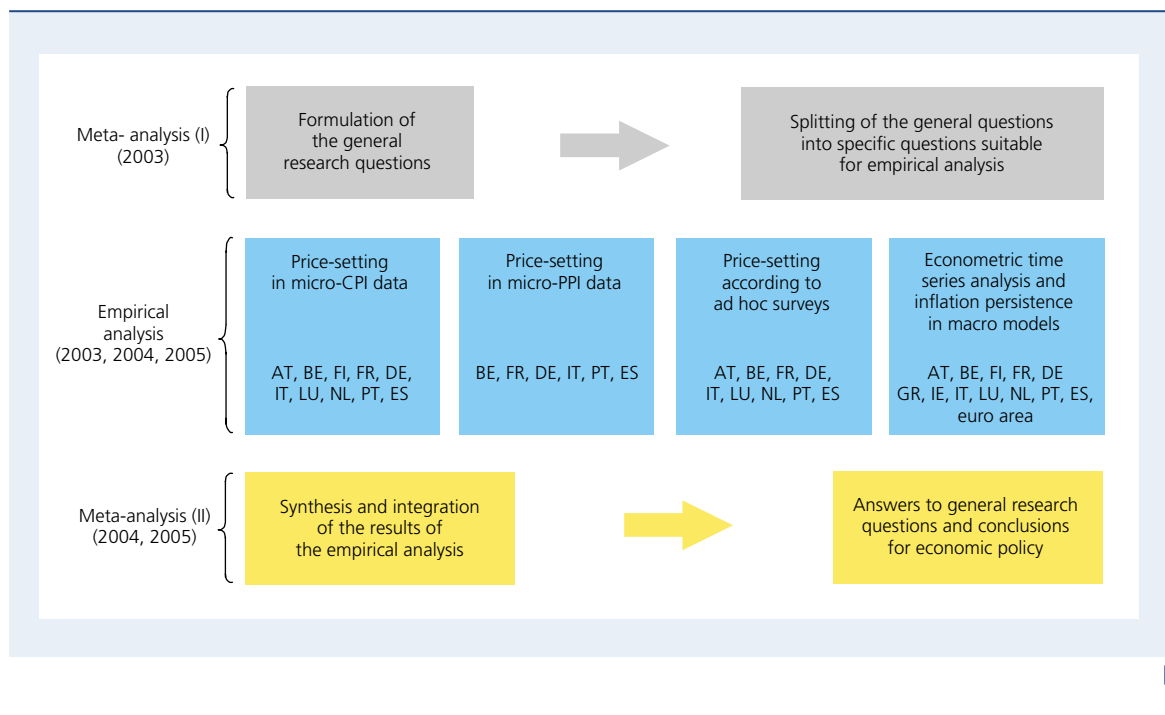 Meta- analysis (I)
(2003)
Formulation of
the general
research questions
Splitting of the general questions
into specific questions suitable
for empirical analysis
Empirical
analysis
(2003, 2004, 2005)
Price-setting
in micro-CPI data
AT, BE, FI, FR, DE,
IT, LU, NL, PT, ES
Price-setting
in micro-PPI data
BE, FR, DE, IT, PT, ES
Price-setting
according to
ad hoc surveys
AT, BE, FR, DE,
IT, LU, NL, PT, ES
Econometric time
series analysis and
inflation persistence
in macro models
AT, BE, FI, FR, DE
GR, IE, IT, LU, NL, PT, ES,
euro area
Meta-analysis (II)
(2004, 2005)
Synthesis and integration
of the results of
the empirical analysis
Answers to general research
questions and conclusions
for economic policy